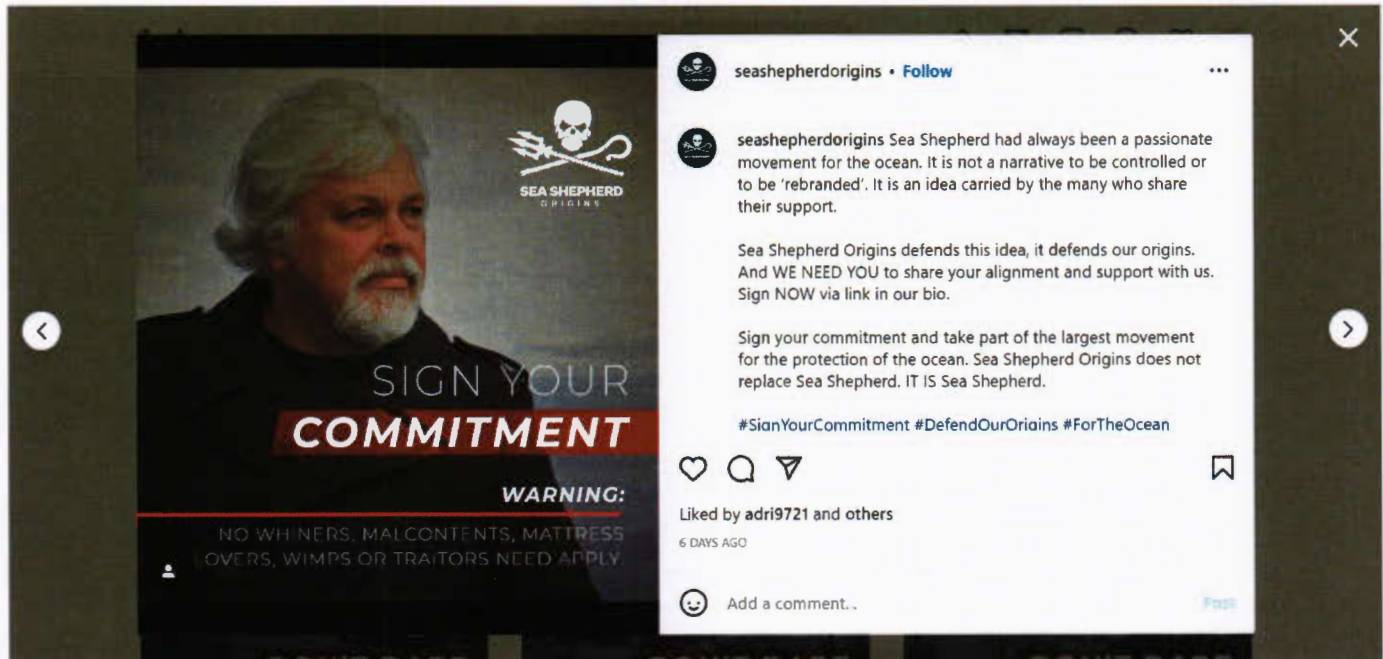 SEA SHEPHERD
ORIGINS
SIGN YOUR
COMMITMENT
WARNING:
NO WHINERS, MALCONTENTS, MATTRESS
OVERS, WIMPS OR TRAITORS NEED APPLY.
seashepherdorigins • Follow
seashepherdorigins Sea Shepherd had always been a passionate
movement for the ocean. It is not a narrative to be controlled or
to be ‘rebranded’. It is an idea carried by the many who share
their support.
Sea Shepherd Origins defends this idea, it defends our origins.
And WE NEED YOU to share your alignment and support with us.
Sign NOW via link in our bio.
Sign your commitment and take part of the largest movement
for the protection of the ocean. Sea Shepherd Origins does not
replace Sea Shepherd. IT IS Sea Shepherd.
#SignYourCommitment #DefendOurOrigins #ForTheOcean
Liked by adri9721 and others
6 DAYS AGO
Add a comment...
Post